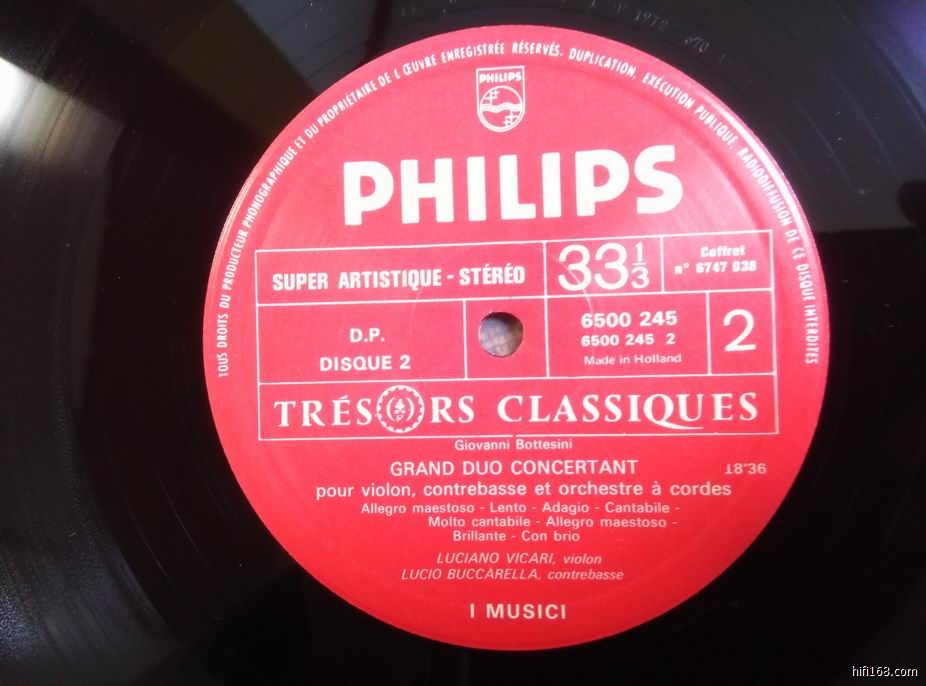 1972
TOUS DROITS DU PRODUCTEUR PHONOGRAPHIQUE ET DU PROPRIÉTAIRE DE L'ŒUVRE ENREGISTRÉE RÉSERVÉS. DUPLICATION, EXÉCUTION PUBLIQUE, RADIODIFFUSION DE CE DISQUE INTERDITES
PHILIPS
PHILIPS
SUPER ARTISTIQUE - STÉRÉO
33 1/3
Coffret
n° 6747 038
D.P.
DISQUE 2
6500 245
6500 245 2
Made in Holland
2
TRÉSORS CLASSIQUES
Giovanni Bottesini
GRAND DUO CONCERTANT 18'36
pour violon, contrebasse et orchestre à cordes
Allegro maestoso - Lento - Adagio - Cantabile -
Molto cantabile - Allegro maestoso -
Brillante - Con brio
LUCIANO VICARI, violon
LUCIO BUCCARELLA, contrebasse
I MUSICI
hifi168.com